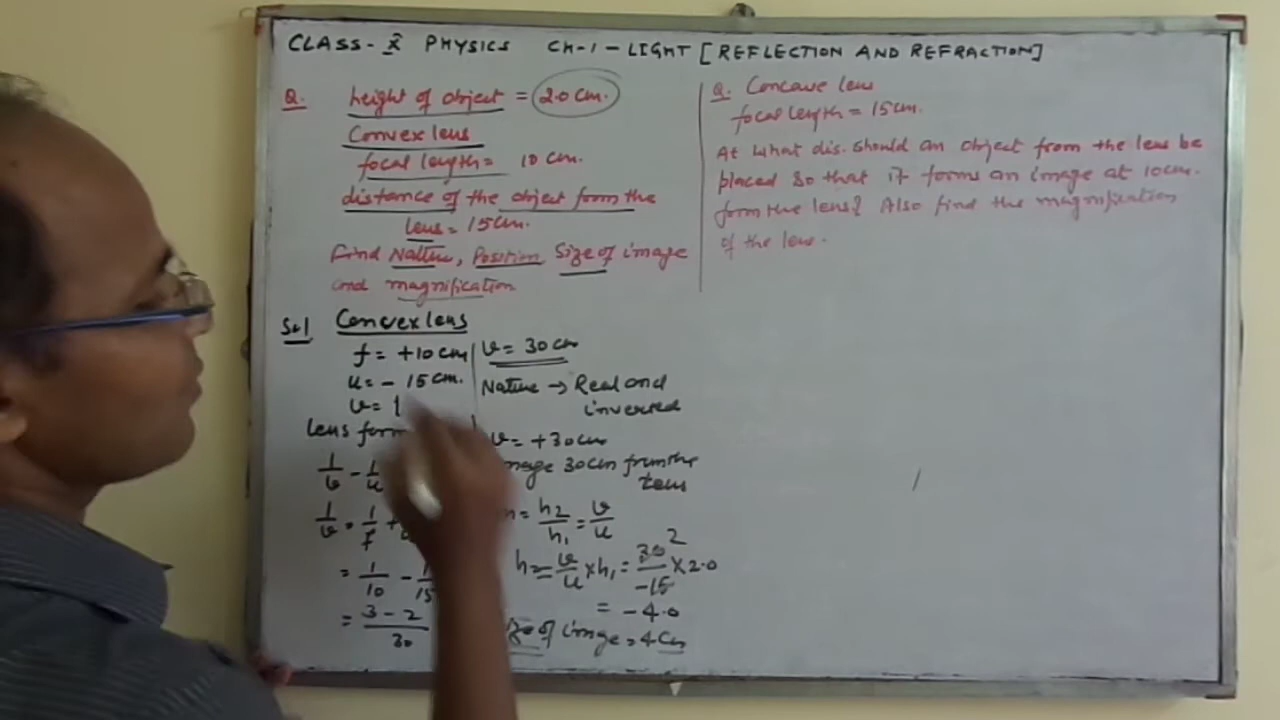 CLASS-X PHYSICS CH-1-LIGHT [REFLECTION AND REFRACTION]
Q. height of object = 2.0 cm.
Convex lens
focal length = 10 cm.
distance of the object form the
lens = 15 cm.
Find Nature, Position, Size of image
and magnification
Sol Convex lens
f = +10 cm
u = - 15 cm.
v =
lens
1/v - 1/u
1/v = 1/f +
= 1/10 - 1/15
= 3 - 2 / 30
v = 30 cm
Nature → Real and
inverted
v = +30 cm
30 cm from the
lens
= h2/h1 = v/u
h2 = v/u × h1 = 30/-15 2 × 2.0
= -4.0
of image = 4 cm
Q. Concave lens
focal length = 15 cm.
At what dis. should an object from the lens be
placed so that it forms an image at 10 cm.
form the lens? Also find the magnification
of the lens.